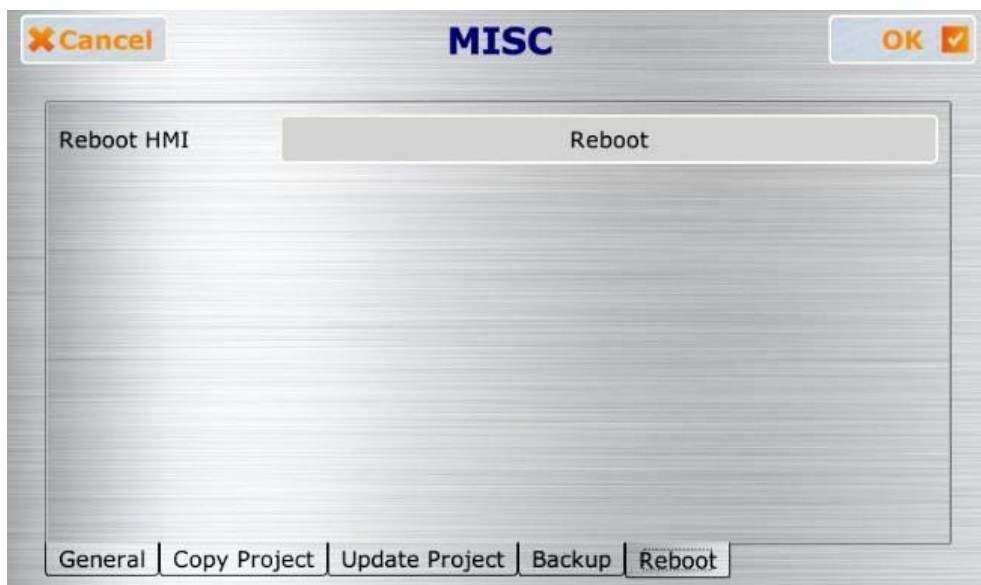 Cancel
MISC
OK
Reboot HMI
Reboot
General
Copy Project
Update Project
Backup
Reboot